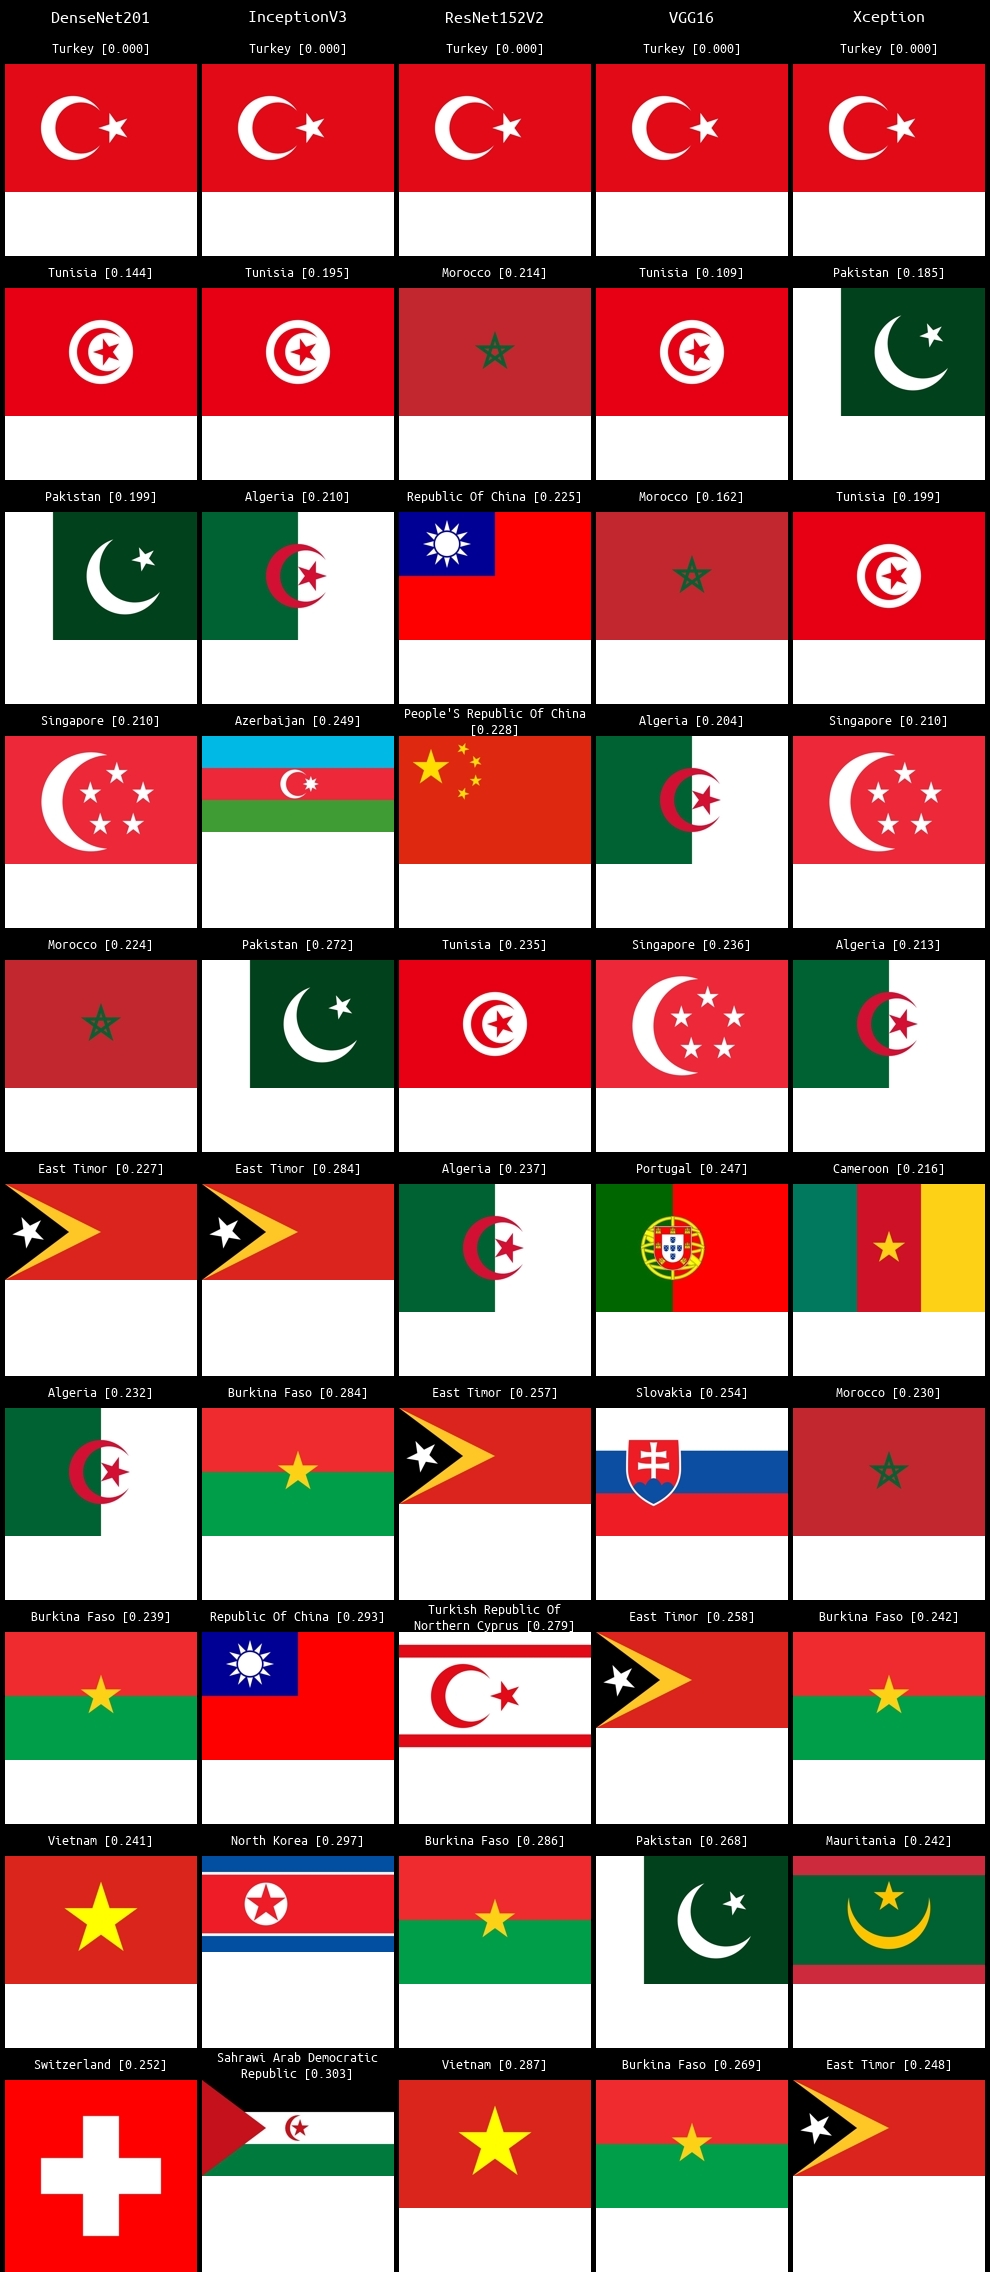 DenseNet201 InceptionV3 ResNet152V2 VGG16 Xception
Turkey [0.000] Turkey [0.000] Turkey [0.000] Turkey [0.000] Turkey [0.000]
Tunisia [0.144] Tunisia [0.195] Morocco [0.214] Tunisia [0.109] Pakistan [0.185]
Pakistan [0.199] Algeria [0.210] Republic Of China [0.225] Morocco [0.162] Tunisia [0.199]
Singapore [0.210] Azerbaijan [0.249] People'S Republic Of China
[0.228] Algeria [0.204] Singapore [0.210]
Morocco [0.224] Pakistan [0.272] Tunisia [0.235] Singapore [0.236] Algeria [0.213]
East Timor [0.227] East Timor [0.284] Algeria [0.237] Portugal [0.247] Cameroon [0.216]
Algeria [0.232] Burkina Faso [0.284] East Timor [0.257] Slovakia [0.254] Morocco [0.230]
Burkina Faso [0.239] Republic Of China [0.293] Turkish Republic Of
Northern Cyprus [0.279] East Timor [0.258] Burkina Faso [0.242]
Vietnam [0.241] North Korea [0.297] Burkina Faso [0.286] Pakistan [0.268] Mauritania [0.242]
Switzerland [0.252] Sahrawi Arab Democratic
Republic [0.303] Vietnam [0.287] Burkina Faso [0.269] East Timor [0.248]